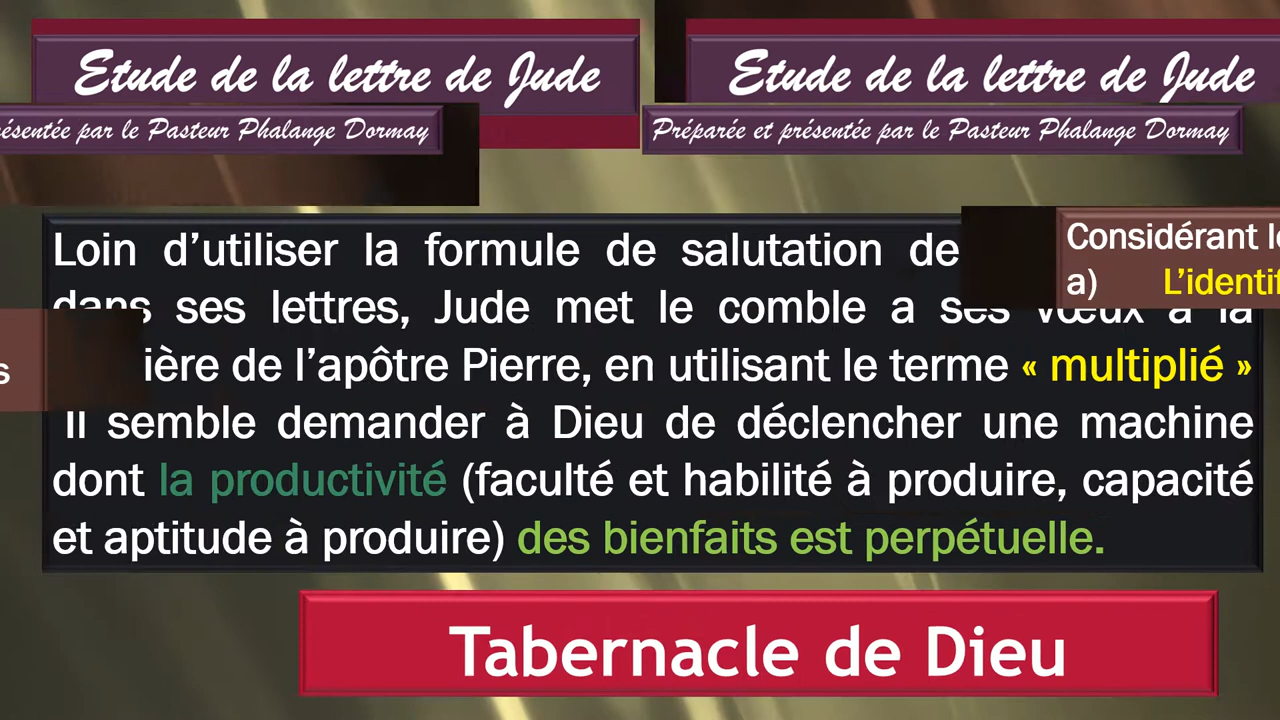 Etude de la lettre de Jude
Etude de la lettre de Jude
par le Pasteur Phalange Dormay
Préparée et présentée par le Pasteur Phalange Dormay
Considérant
a) L'identi
Loin d'utiliser la formule de salutation de
dans ses lettres, Jude met le comble a ses vœux a la
ière de l'apôtre Pierre, en utilisant le terme « multiplié »
Il semble demander à Dieu de déclencher une machine
dont la productivité (faculté et habilité à produire, capacité
et aptitude à produire) des bienfaits est perpétuelle.
Tabernacle de Dieu